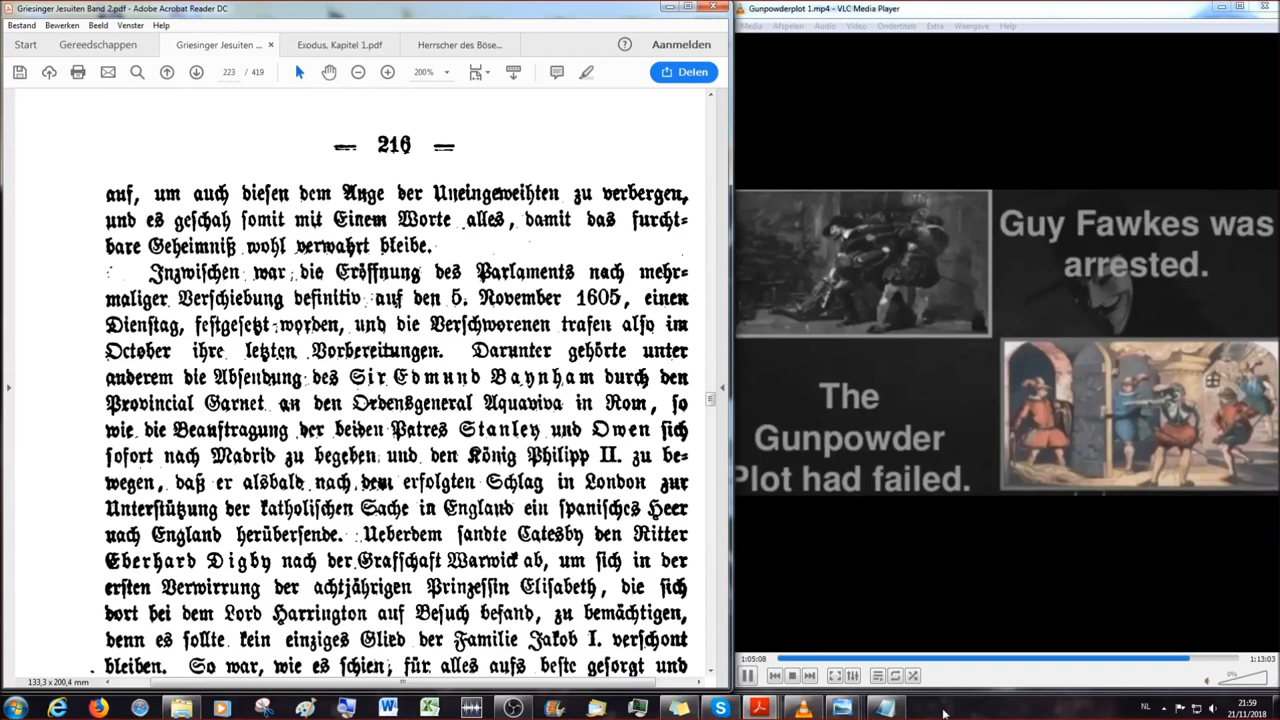 Griesinger Jesuiten Band 2.pdf - Adobe Acrobat Reader DC
Bestand Bewerken Beeld Venster Help
Start Gereedschappen Griesinger Jesuiten ... × Exodus, Kapitel 1.pdf Herrscher des Böse... Aanmelden
223 / 419 200% Delen
— 216 —
auf, um auch diesen dem Auge der Uneingeweihten zu verbergen,
und es geschah somit mit Einem Worte alles, damit das furcht=
bare Geheimniß wohl verwahrt bleibe.
Inzwischen war die Eröffnung des Parlaments nach mehr=
maliger Verschiebung definitiv auf den 5. November 1605, einen
Dienstag, festgesetzt worden, und die Verschworenen trafen also im
October ihre letzten Vorbereitungen. Darunter gehörte unter
anderem die Absendung des Sir Edmund Baynham durch den
Provincial Garnet an den Ordensgeneral Aquaviva in Rom, so
wie die Beauftragung der beiden Patres Stanley und Owen sich
sofort nach Madrid zu begeben und den König Philipp II. zu be=
wegen, daß er alsbald nach dem erfolgten Schlag in London zur
Unterstützung der katholischen Sache in England ein spanisches Heer
nach England herübersende. Ueberdem sandte Catesby den Ritter
Eberhard Digby nach der Grafschaft Warwick ab, um sich in der
ersten Verwirrung der achtjährigen Prinzessin Elisabeth, die sich
dort bei dem Lord Harrington auf Besuch befand, zu bemächtigen,
denn es sollte kein einziges Glied der Familie Jakob I. verschont
bleiben. So war, wie es schien, für alles aufs beste gesorgt und
133,3 x 200,4 mm
Gunpowderplot 1.mp4 - VLC Media Player
Media Afspelen Audio Video Ondertitels Extra Weergave Help
Guy Fawkes was
arrested.
The
Gunpowder
Plot had failed.
1:05:08 1:13:03
0%
NL 21:59
21/11/2018